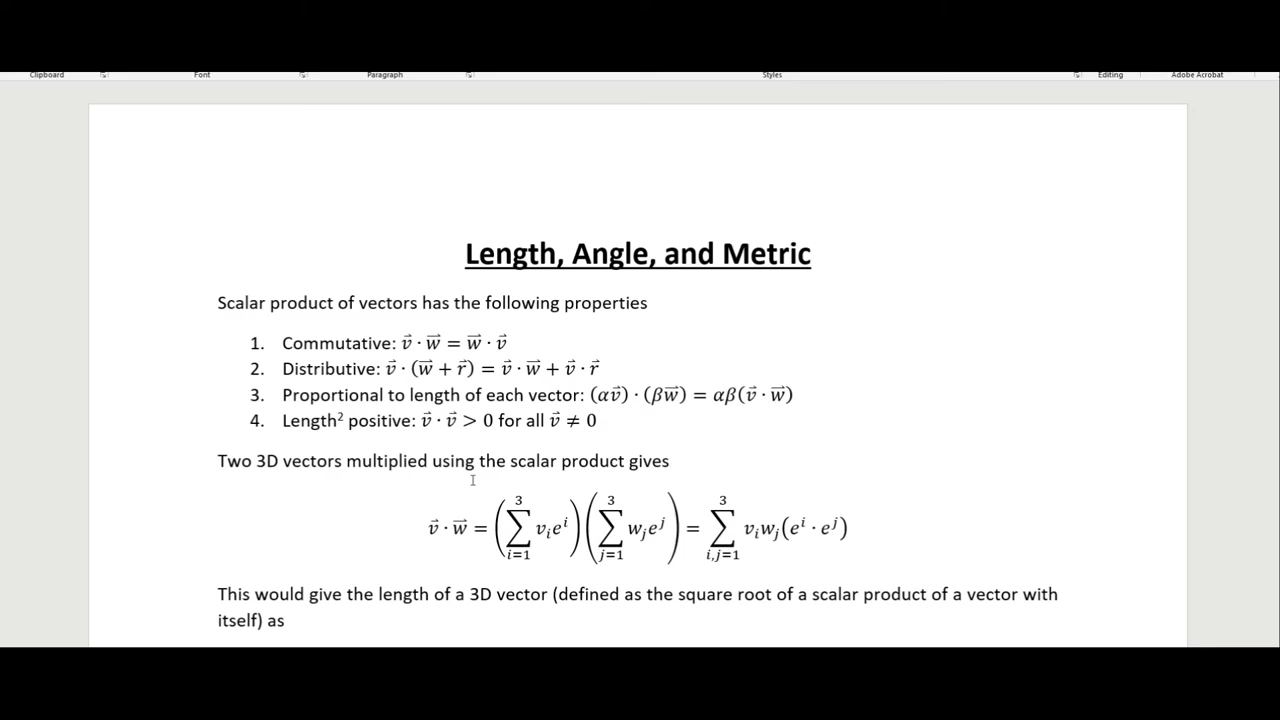 Clipboard Font Paragraph Styles Editing Adobe Acrobat
Length, Angle, and Metric
Scalar product of vectors has the following properties
1. Commutative: v⃗ · w⃗ = w⃗ · v⃗
2. Distributive: v⃗ · (w⃗ + r⃗) = v⃗ · w⃗ + v⃗ · r⃗
3. Proportional to length of each vector: (αv⃗) · (βw⃗) = αβ(v⃗ · w⃗)
4. Length² positive: v⃗ · v⃗ > 0 for all v⃗ ≠ 0
Two 3D vectors multiplied using the scalar product gives
v⃗ · w⃗ = (∑_{i=1}^{3} v_i e^i)(∑_{j=1}^{3} w_j e^j) = ∑_{i,j=1}^{3} v_i w_j (e^i · e^j)
This would give the length of a 3D vector (defined as the square root of a scalar product of a vector with
itself) as